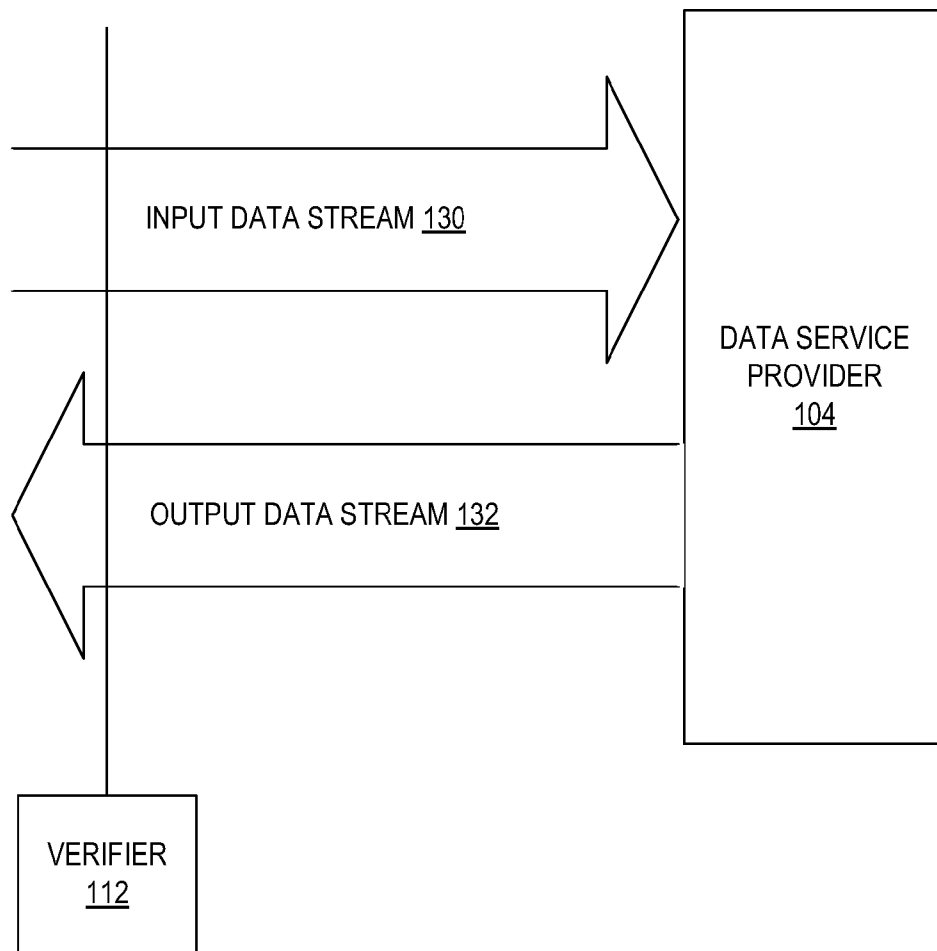 INPUT DATA STREAM 130
DATA SERVICE
PROVIDER
104
OUTPUT DATA STREAM 132
VERIFIER
112